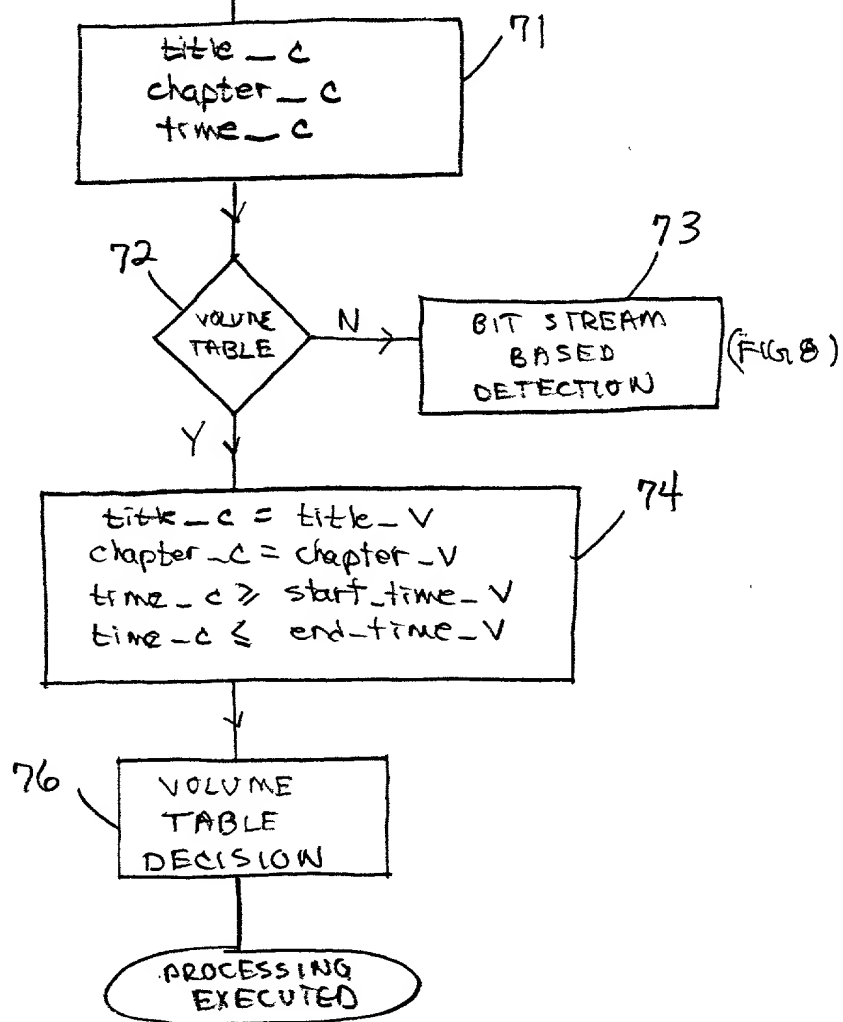 71
title_c
chapter_c
time_c
72
VOLUME
TABLE
N
73
BIT STREAM
BASED
DETECTION
(FIG 8)
Y
74
title_c = title_V
chapter_c = chapter_V
time_c ≥ start_time_V
time_c ≤ end_time_V
76
VOLUME
TABLE
DECISION
PROCESSING
EXECUTED